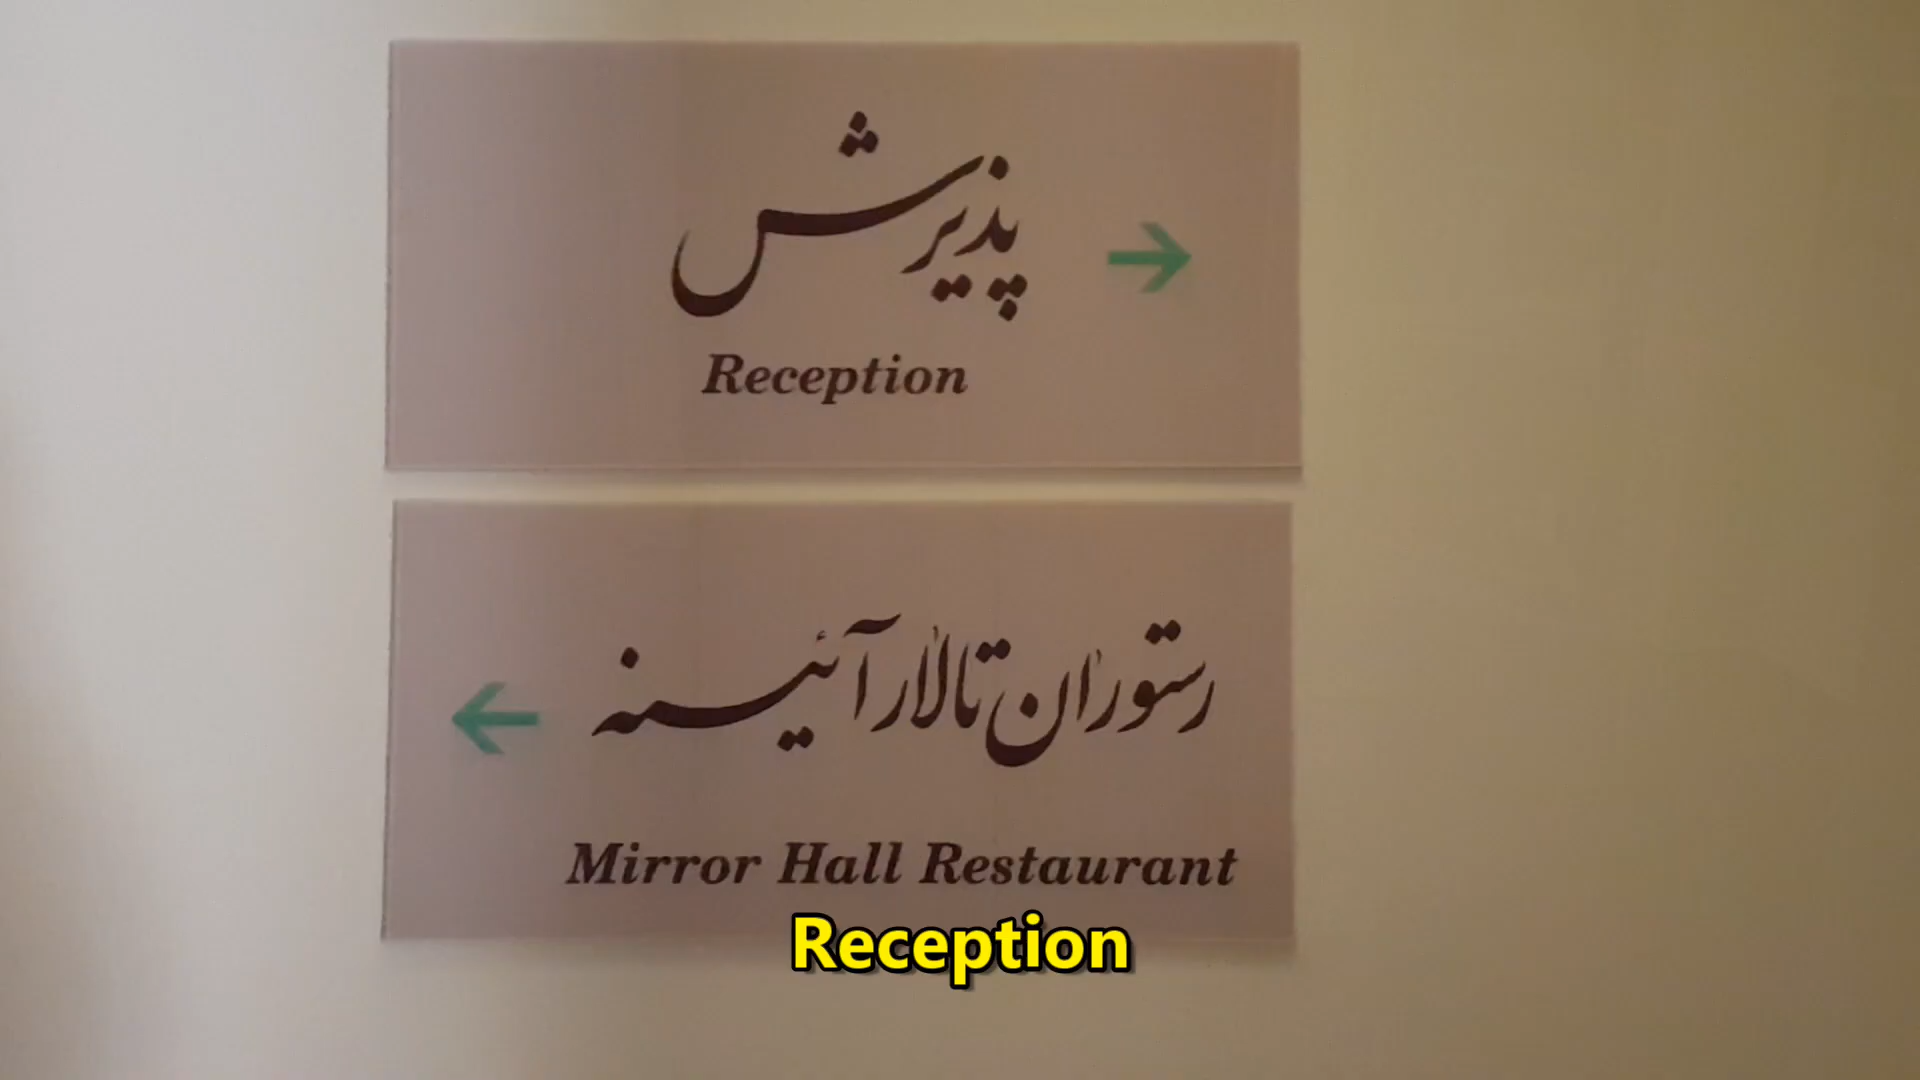 پذیرش
→
Reception
رستوران تالار آئینه
←
Mirror Hall Restaurant
Reception